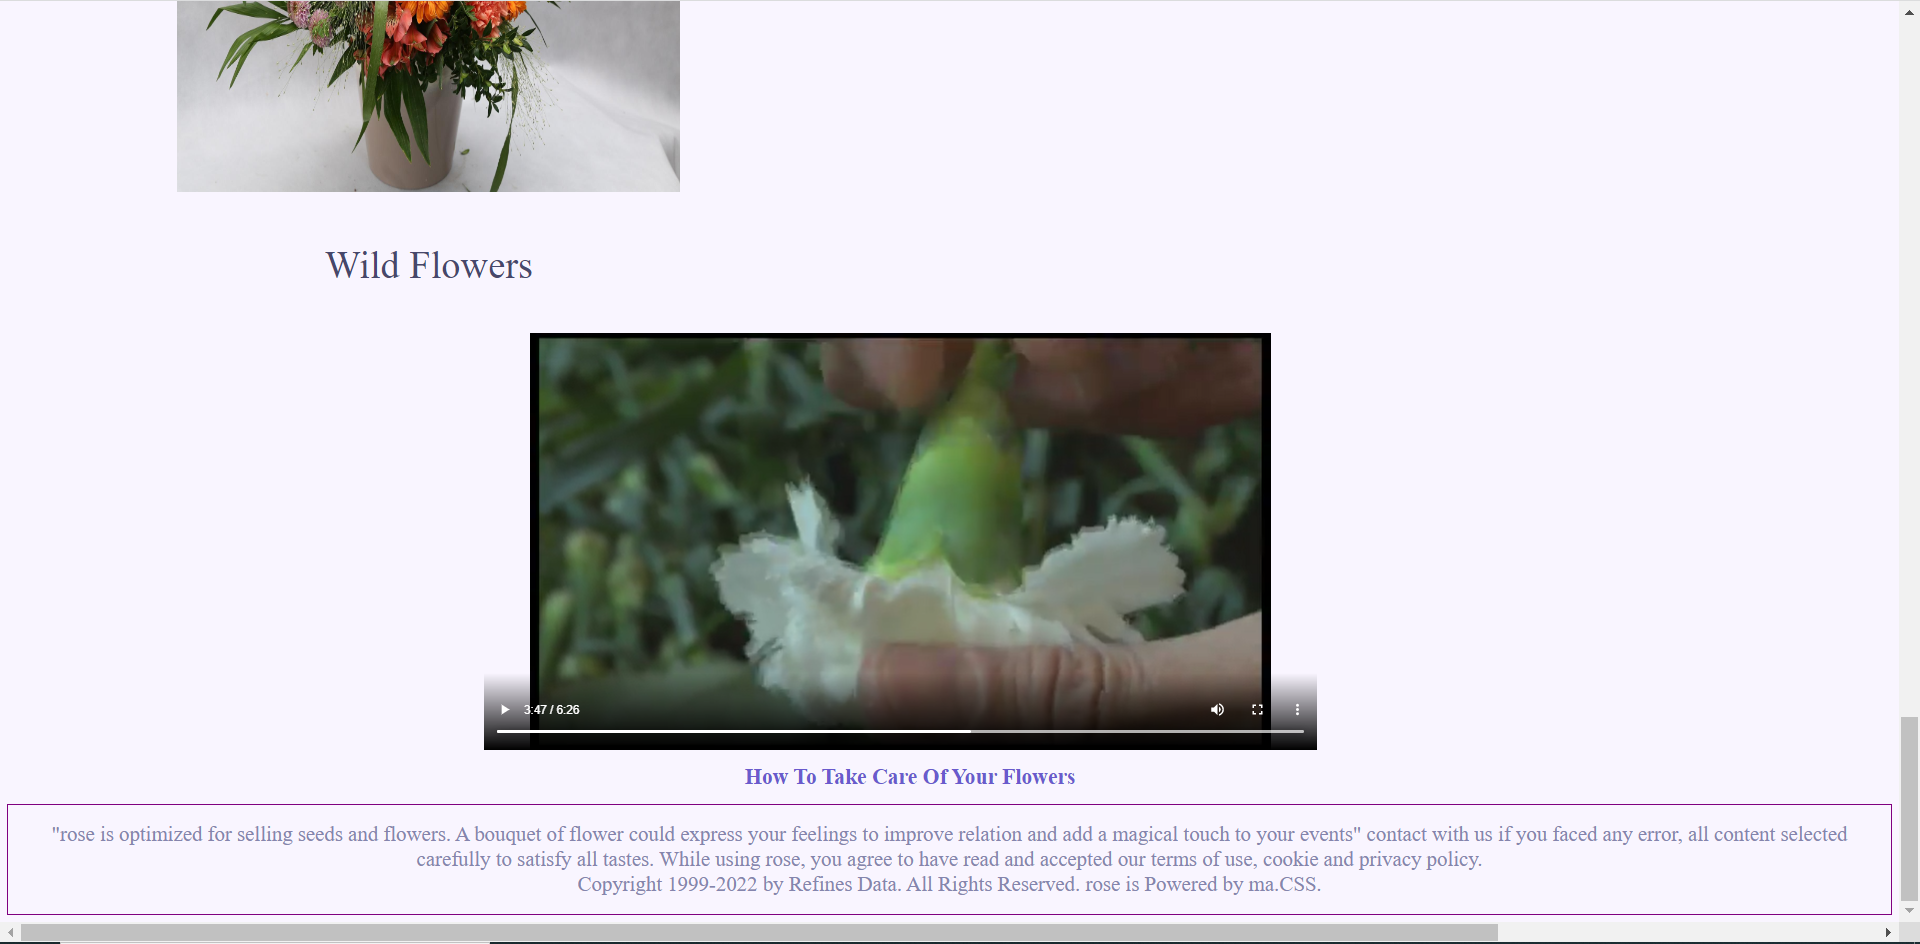 Wild Flowers
3:47 / 6:26
How To Take Care Of Your Flowers
"rose is optimized for selling seeds and flowers. A bouquet of flower could express your feelings to improve relation and add a magical touch to your events" contact with us if you faced any error, all content selected
carefully to satisfy all tastes. While using rose, you agree to have read and accepted our terms of use, cookie and privacy policy.
Copyright 1999-2022 by Refines Data. All Rights Reserved. rose is Powered by ma.CSS.